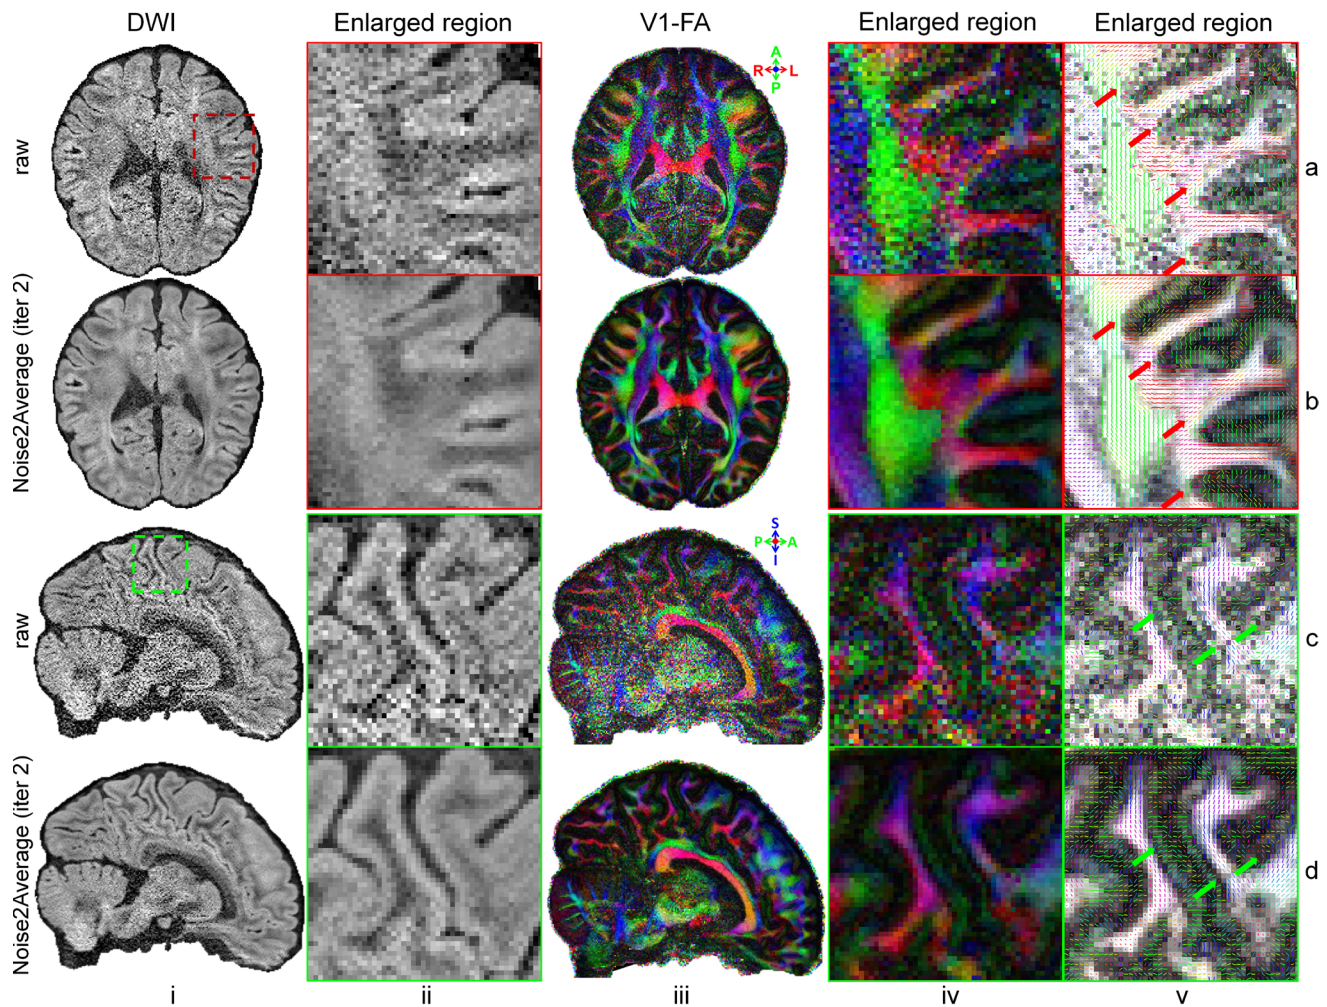 DWI
Enlarged region
V1-FA
Enlarged region
Enlarged region
A
R
L
P
raw
a
Noise2Average (iter 2)
b
S
P
A
I
raw
c
Noise2Average (iter 2)
d
i
ii
iii
iv
v